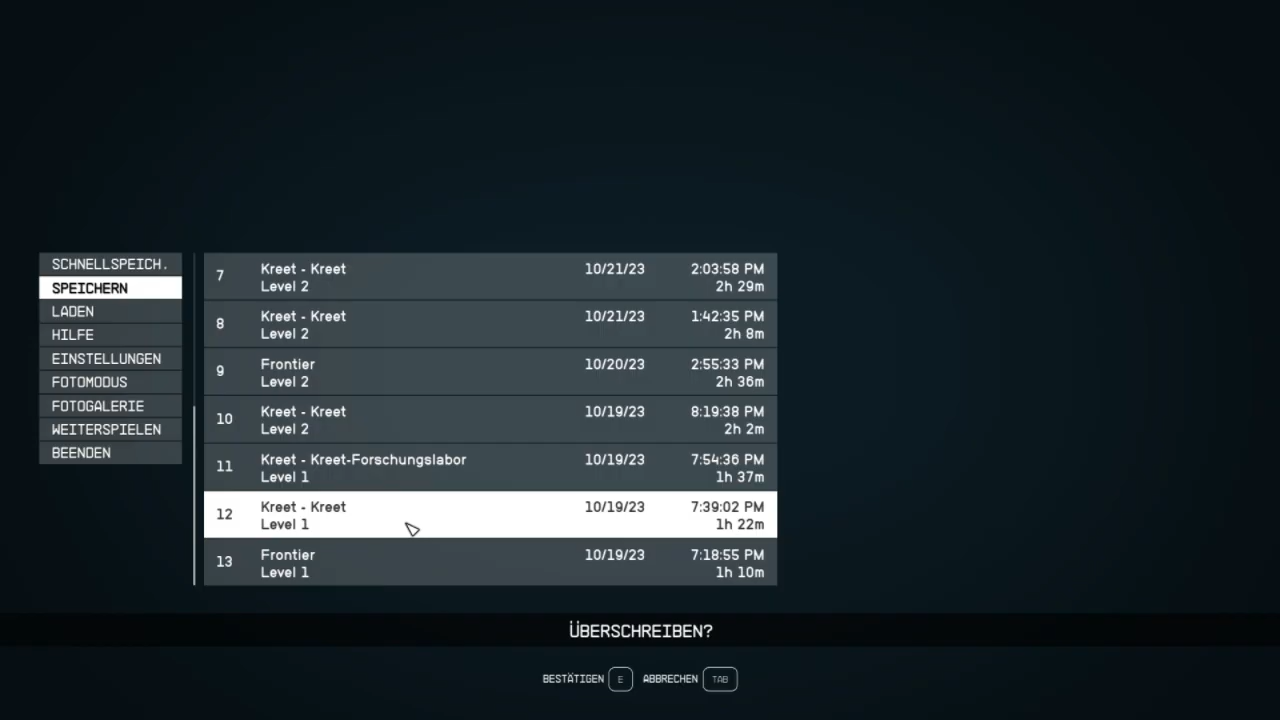 SCHNELLSPEICH.
SPEICHERN
LADEN
HILFE
EINSTELLUNGEN
FOTOMODUS
FOTOGALERIE
WEITERSPIELEN
BEENDEN
7 Kreet - Kreet 10/21/23 2:03:58 PM
Level 2 2h 29m
8 Kreet - Kreet 10/21/23 1:42:35 PM
Level 2 2h 8m
9 Frontier 10/20/23 2:55:33 PM
Level 2 2h 36m
10 Kreet - Kreet 10/19/23 8:19:38 PM
Level 2 2h 2m
11 Kreet - Kreet-Forschungslabor 10/19/23 7:54:36 PM
Level 1 1h 37m
12 Kreet - Kreet 10/19/23 7:39:02 PM
Level 1 1h 22m
13 Frontier 10/19/23 7:18:55 PM
Level 1 1h 10m
ÜBERSCHREIBEN?
BESTÄTIGEN E ABBRECHEN TAB